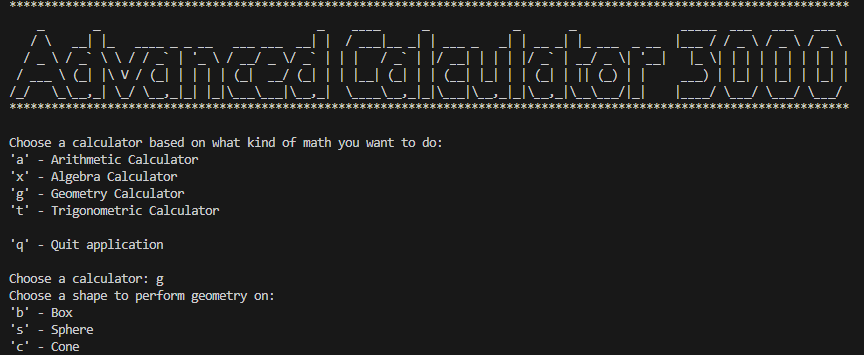 Advanced Calculator 3000
Choose a calculator based on what kind of math you want to do:
'a' - Arithmetic Calculator
'x' - Algebra Calculator
'g' - Geometry Calculator
't' - Trigonometric Calculator
'q' - Quit application
Choose a calculator: g
Choose a shape to perform geometry on:
'b' - Box
's' - Sphere
'c' - Cone